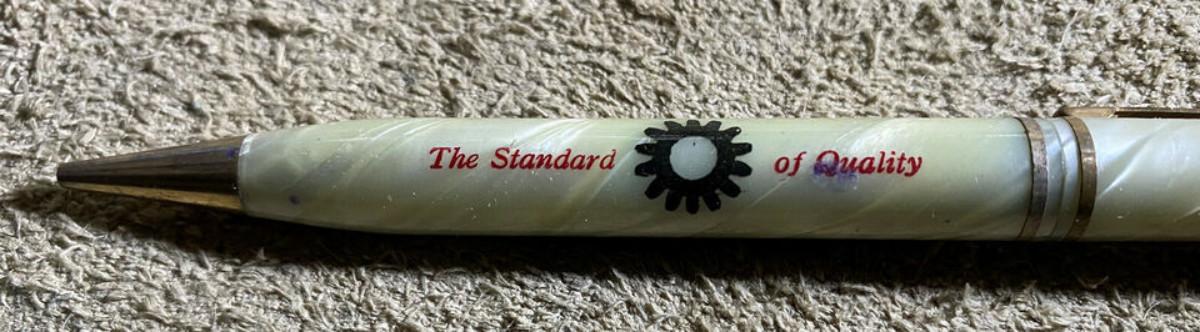 The Standard of Quality